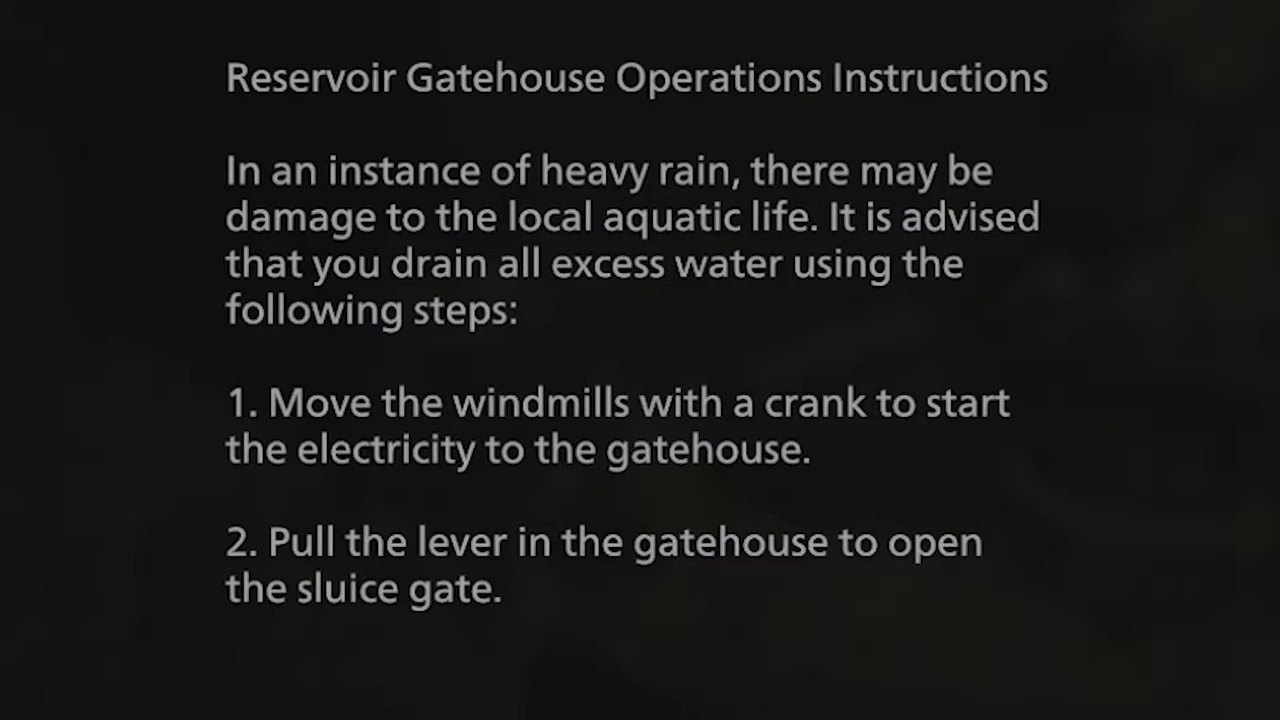 Reservoir Gatehouse Operations Instructions
In an instance of heavy rain, there may be
damage to the local aquatic life. It is advised
that you drain all excess water using the
following steps:
1. Move the windmills with a crank to start
the electricity to the gatehouse.
2. Pull the lever in the gatehouse to open
the sluice gate.